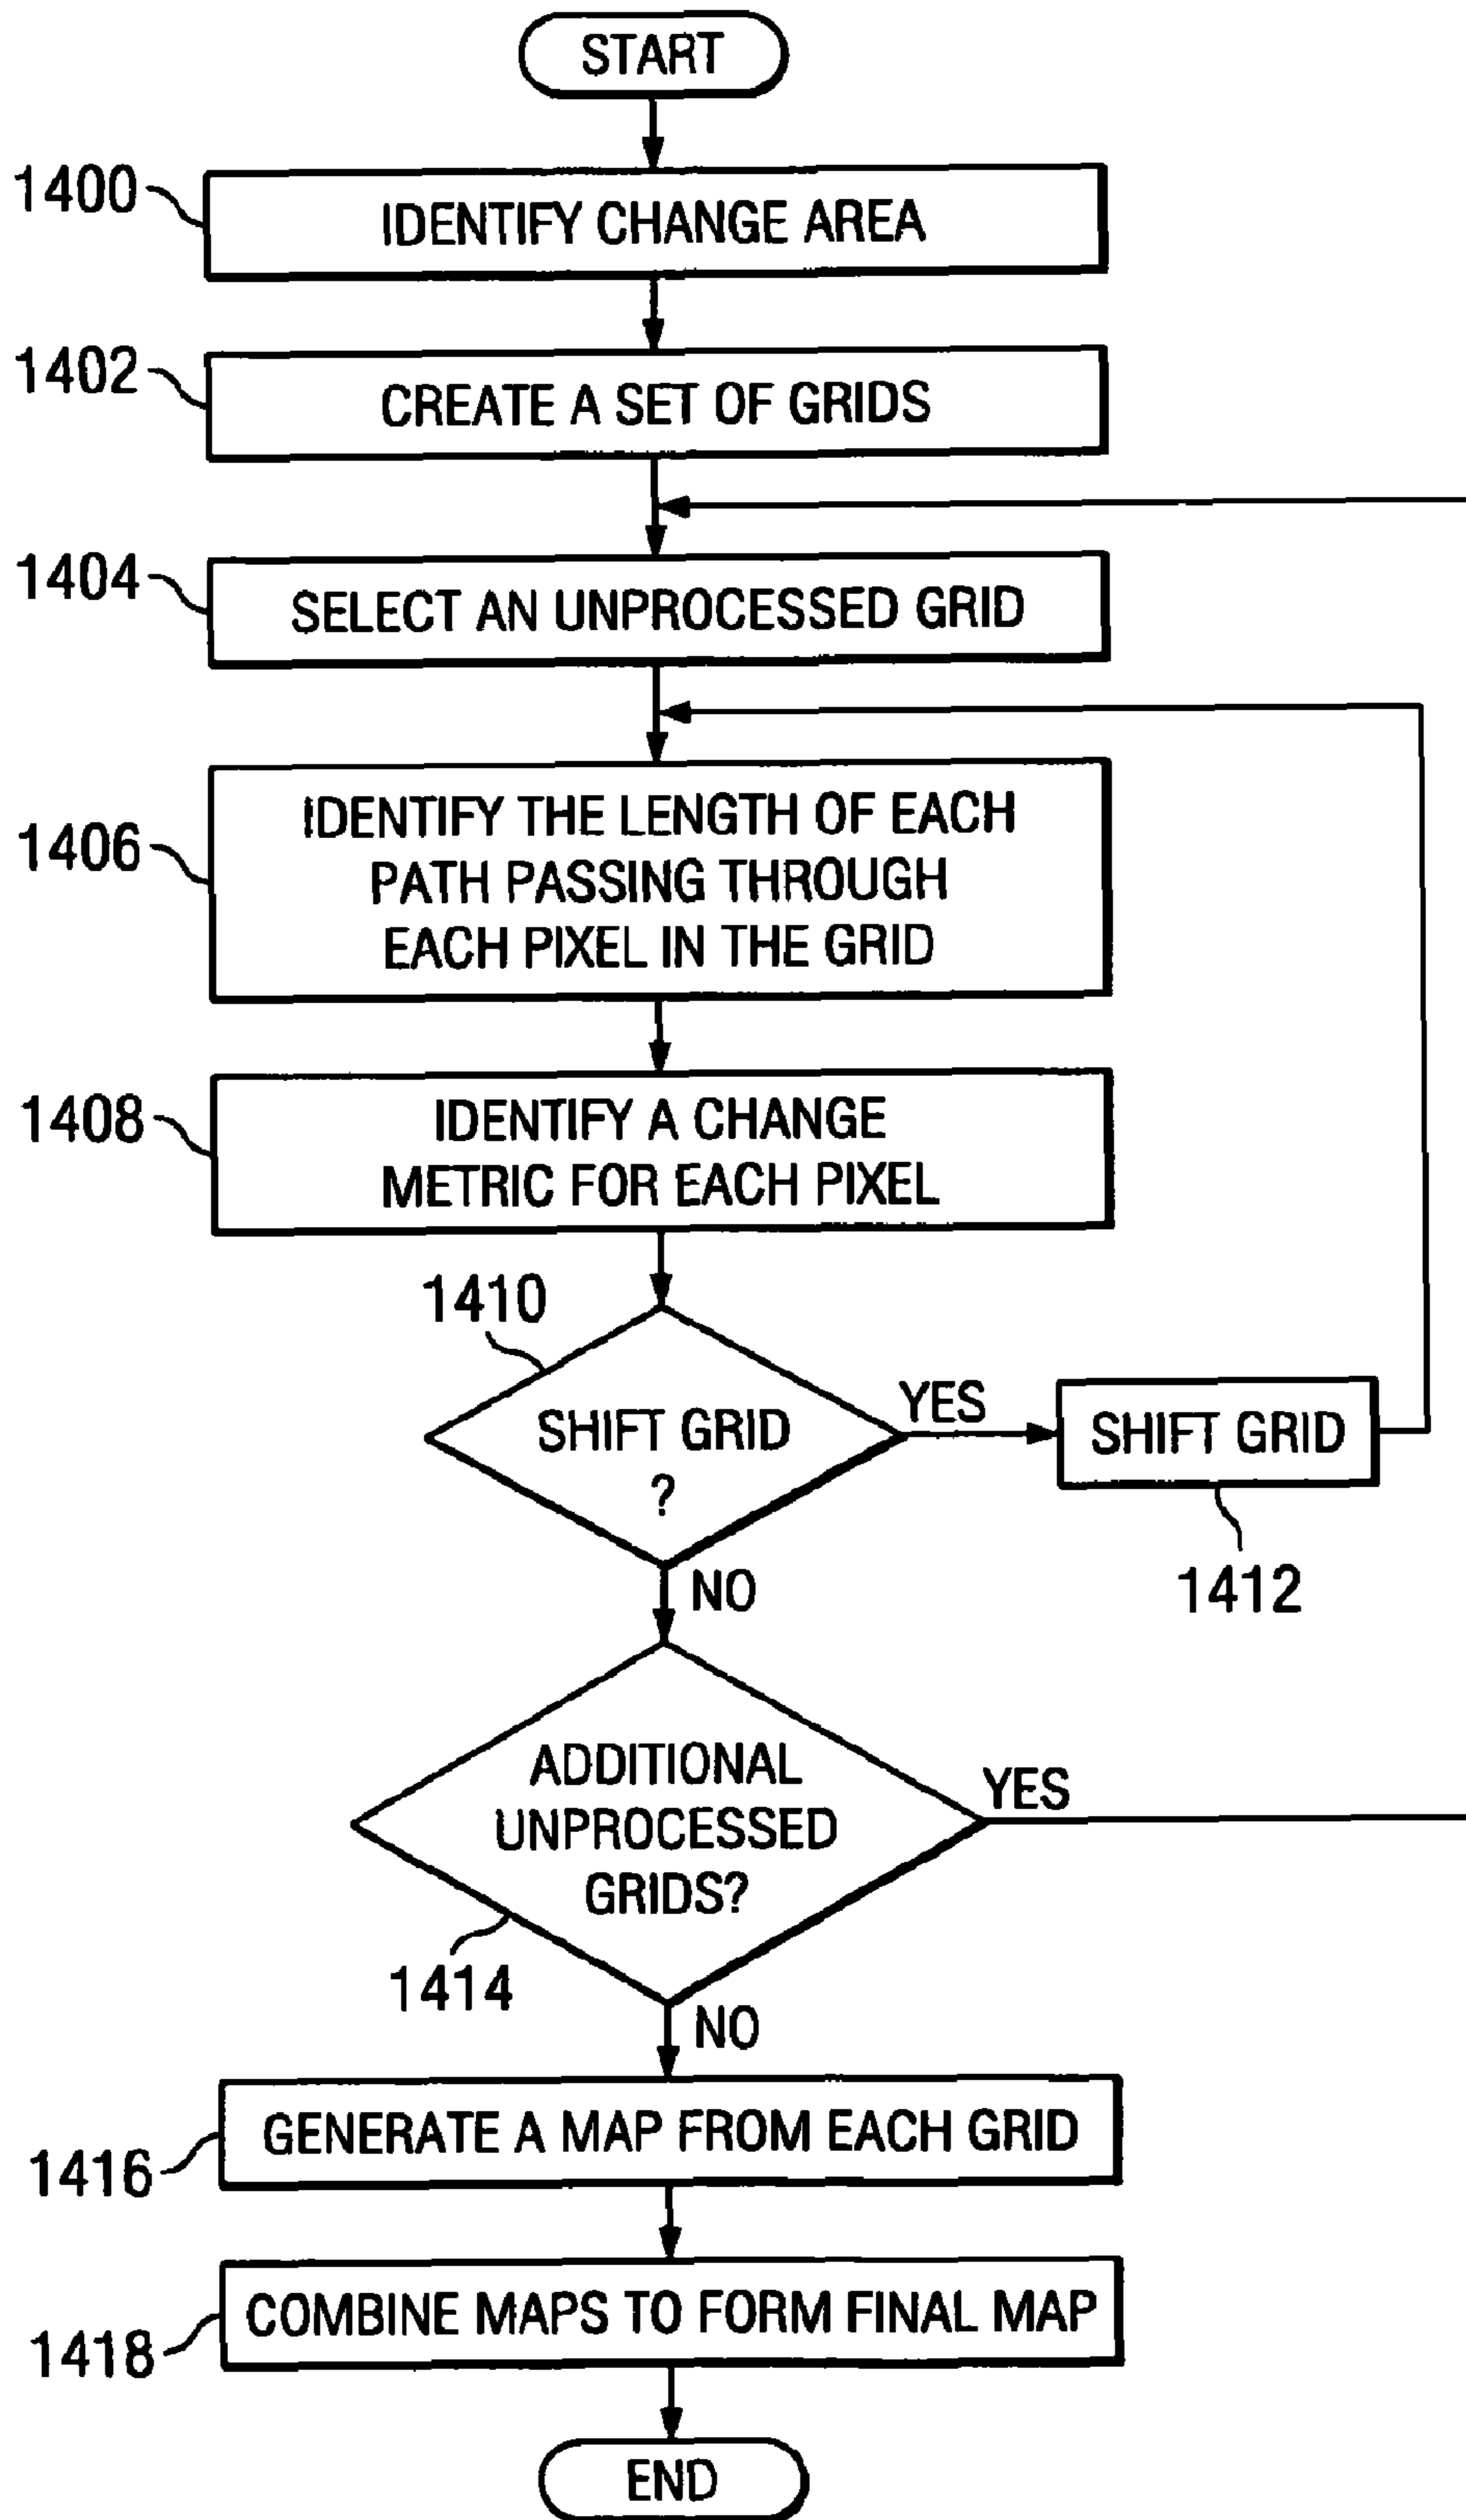 START
1400
IDENTIFY CHANGE AREA
1402
CREATE A SET OF GRIDS
1404
SELECT AN UNPROCESSED GRID
1406
IDENTIFY THE LENGTH OF EACH
PATH PASSING THROUGH
EACH PIXEL IN THE GRID
1408
IDENTIFY A CHANGE
METRIC FOR EACH PIXEL
1410
SHIFT GRID
?
YES
SHIFT GRID
1412
NO
ADDITIONAL
UNPROCESSED
GRIDS?
YES
1414
NO
1416
GENERATE A MAP FROM EACH GRID
1418
COMBINE MAPS TO FORM FINAL MAP
END